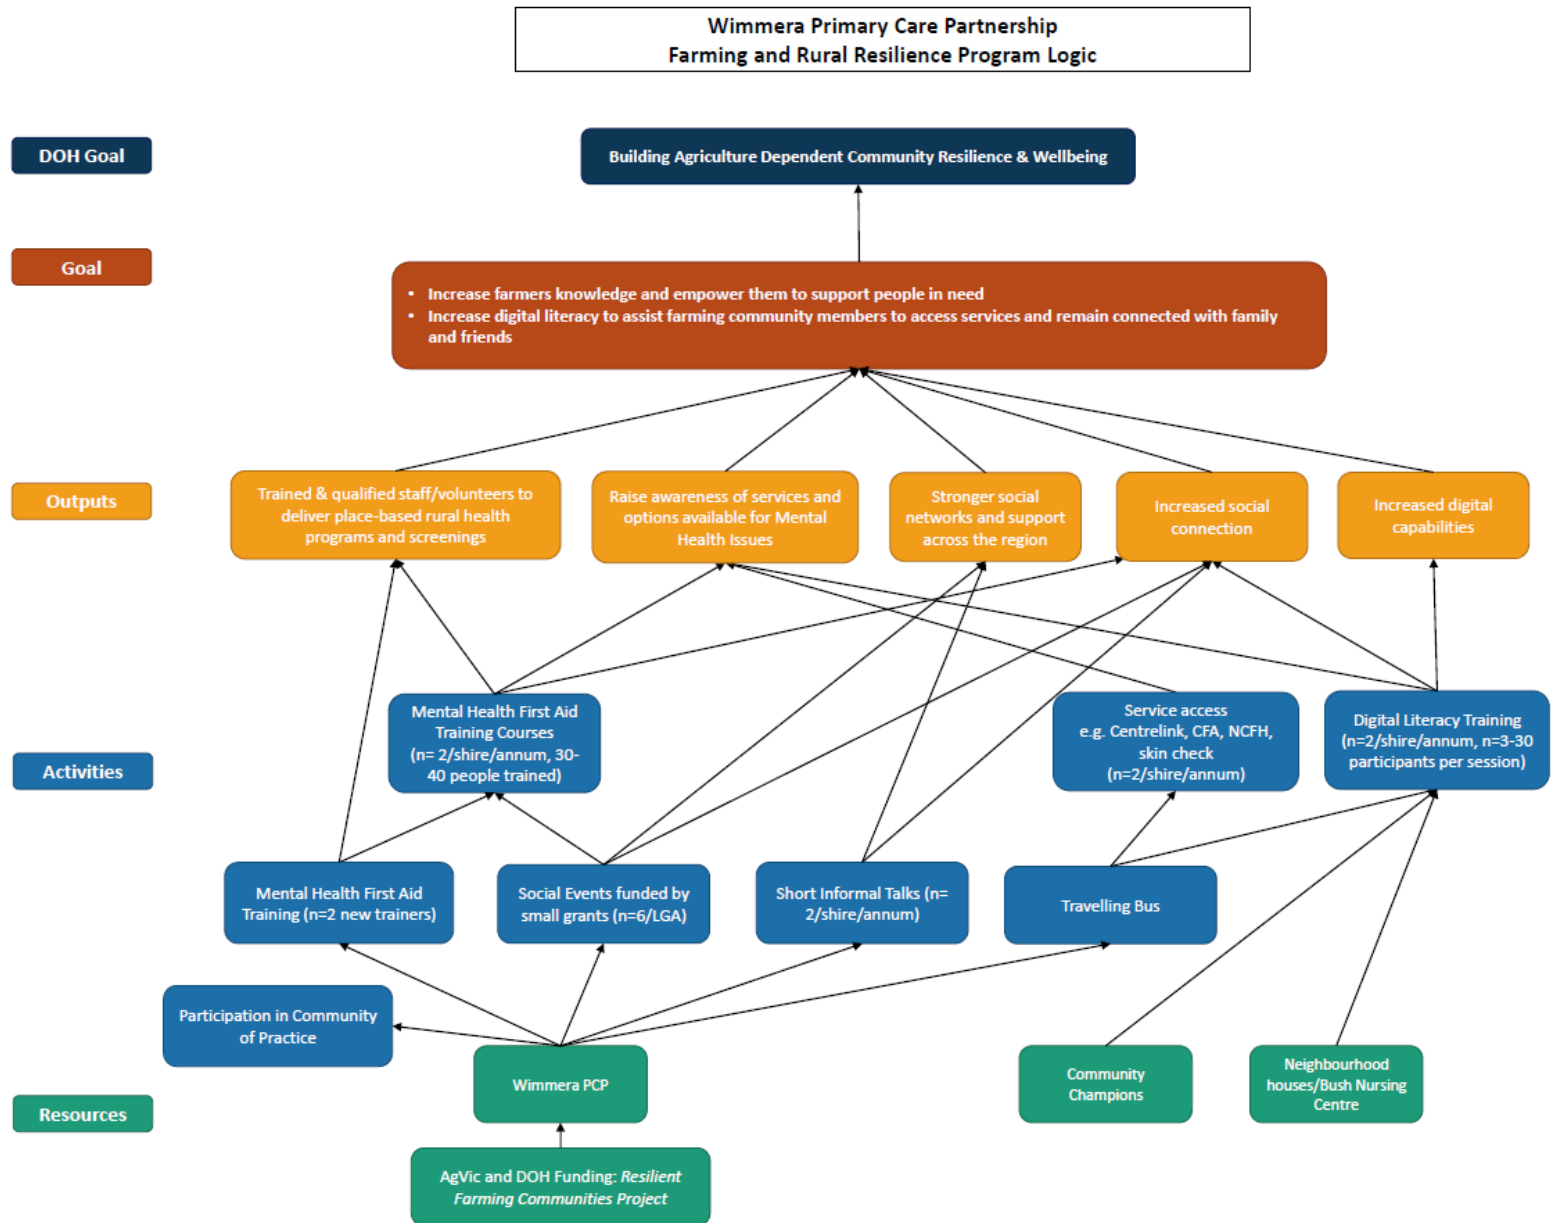 Wimmera Primary Care Partnership
Farming and Rural Resilience Program Logic
DOH Goal
Building Agriculture Dependent Community Resilience & Wellbeing
Goal
• Increase farmers knowledge and empower them to support people in need
• Increase digital literacy to assist farming community members to access services and remain connected with family
and friends
Outputs
Trained & qualified staff/volunteers to
deliver place-based rural health
programs and screenings
Raise awareness of services and
options available for Mental
Health Issues
Stronger social
networks and support
across the region
Increased social
connection
Increased digital
capabilities
Activities
Mental Health First Aid
Training Courses
(n= 2/shire/annum, 30-
40 people trained)
Service access
e.g. Centrelink, CFA, NCFH,
skin check
(n=2/shire/annum)
Digital Literacy Training
(n=2/shire/annum, n=3-30
participants per session)
Mental Health First Aid
Training (n=2 new trainers)
Social Events funded by
small grants (n=6/LGA)
Short Informal Talks (n=
2/shire/annum)
Travelling Bus
Participation in Community
of Practice
Resources
Wimmera PCP
Community
Champions
Neighbourhood
houses/Bush Nursing
Centre
AgVic and DOH Funding: Resilient
Farming Communities Project